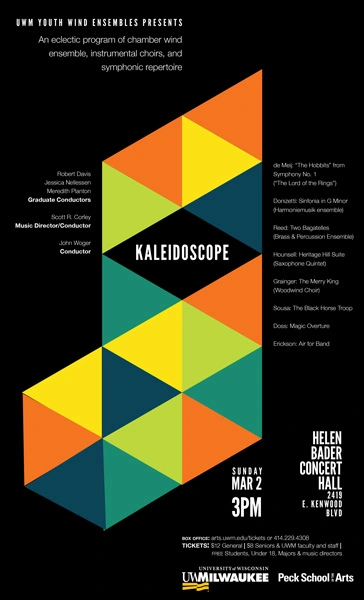 UWM YOUTH WIND ENSEMBLES PRESENTS
An eclectic program of chamber wind
ensemble, instrumental choirs, and
symphonic repertoire
Robert Davis
Jessica Nellessen
Meredith Planton
Graduate Conductors
Scott R. Corley
Music Director/Conductor
John Woger
Conductor
KALEIDOSCOPE
de Meij: "The Hobbits" from
Symphony No. 1
("The Lord of the Rings")
Donizetti: Sinfonia in G Minor
(Harmoniemusik ensemble)
Reed: Two Bagatelles
(Brass & Percussion Ensemble)
Hounsell: Heritage Hill Suite
(Saxophone Quintet)
Grainger: The Merry King
(Woodwind Choir)
Sousa: The Black Horse Troop
Doss: Magic Overture
Erickson: Air for Band
SUNDAY
MAR 2
3PM
HELEN
BADER
CONCERT
HALL
2419
E. KENWOOD
BLVD
BOX OFFICE: arts.uwm.edu/tickets or 414.229.4308
TICKETS: $12 General | $8 Seniors & UWM faculty and staff |
FREE Students, Under 18, Majors & music directors
UNIVERSITY of WISCONSIN
UWMILWAUKEE
Peck School OF THE Arts